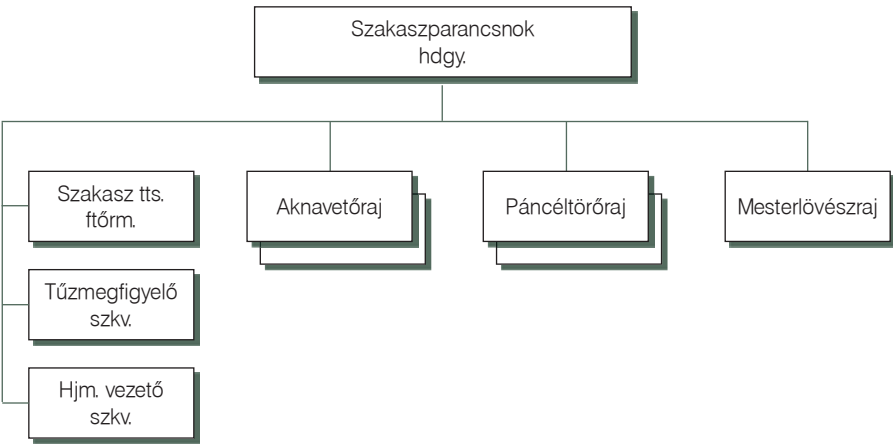 Szakaszparancsnok
hdgy.
Szakasz tts.
ftőrm.
Aknavetőraj
Páncéltörőraj
Mesterlövészraj
Tűzmegfigyelő
szkv.
Hjm. vezető
szkv.